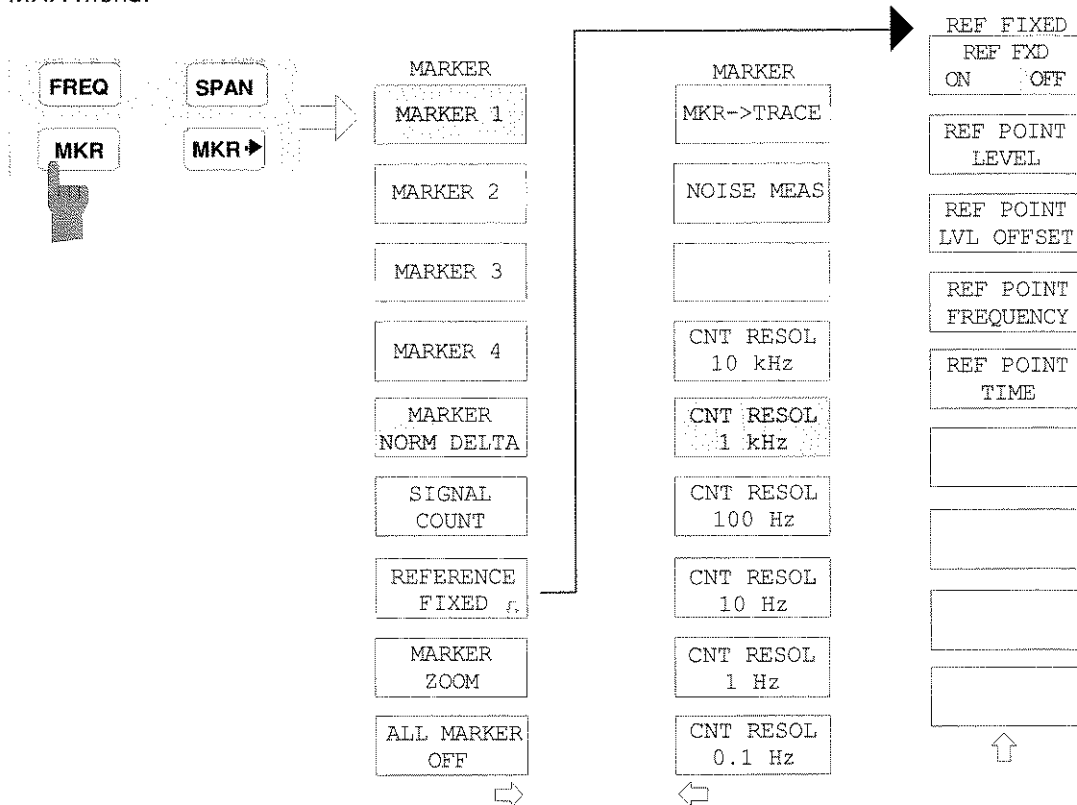 FREQ
SPAN
MKR
MKR
MARKER
MARKER 1
MARKER 2
MARKER 3
MARKER 4
MARKER
NORM DELTA
SIGNAL
COUNT
REFERENCE
FIXED
MARKER
ZOOM
ALL MARKER
OFF
MARKER
MKR->TRACE
NOISE MEAS
CNT RESOL
10 kHz
CNT RESOL
1 kHz
CNT RESOL
100 Hz
CNT RESOL
10 Hz
CNT RESOL
1 Hz
CNT RESOL
0.1 Hz
REF FIXED
REF FXD
ON OFF
REF POINT
LEVEL
REF POINT
LVL OFFSET
REF POINT
FREQUENCY
REF POINT
TIME